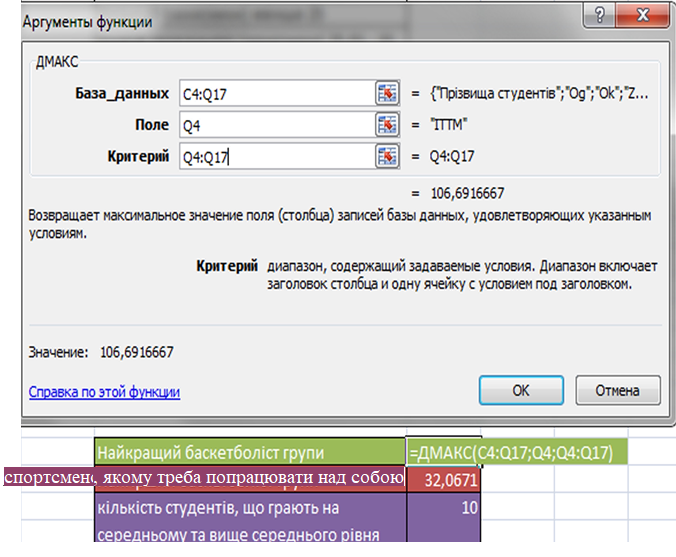 Аргументы функции
ДМАКС
База_данных C4:Q17 = {"Прізвища студентів";"Og";"Ok";"Z...
Поле Q4 = "ІТТМ"
Критерий Q4:Q17 = Q4:Q17
= 106,6916667
Возвращает максимальное значение поля (столбца) записей базы данных, удовлетворяющих указанным
условиям.
Критерий диапазон, содержащий задаваемые условия. Диапазон включает
заголовок столбца и одну ячейку с условием под заголовком.
Значение: 106,6916667
Справка по этой функции
ОК Отмена
Найкращий баскетболіст групи =ДМАКС(C4:Q17;Q4;Q4:Q17)
спортсмен, якому треба попрацювати над собою 32,0671
кількість студентів, що грають на 10
середньому та вище середнього рівня